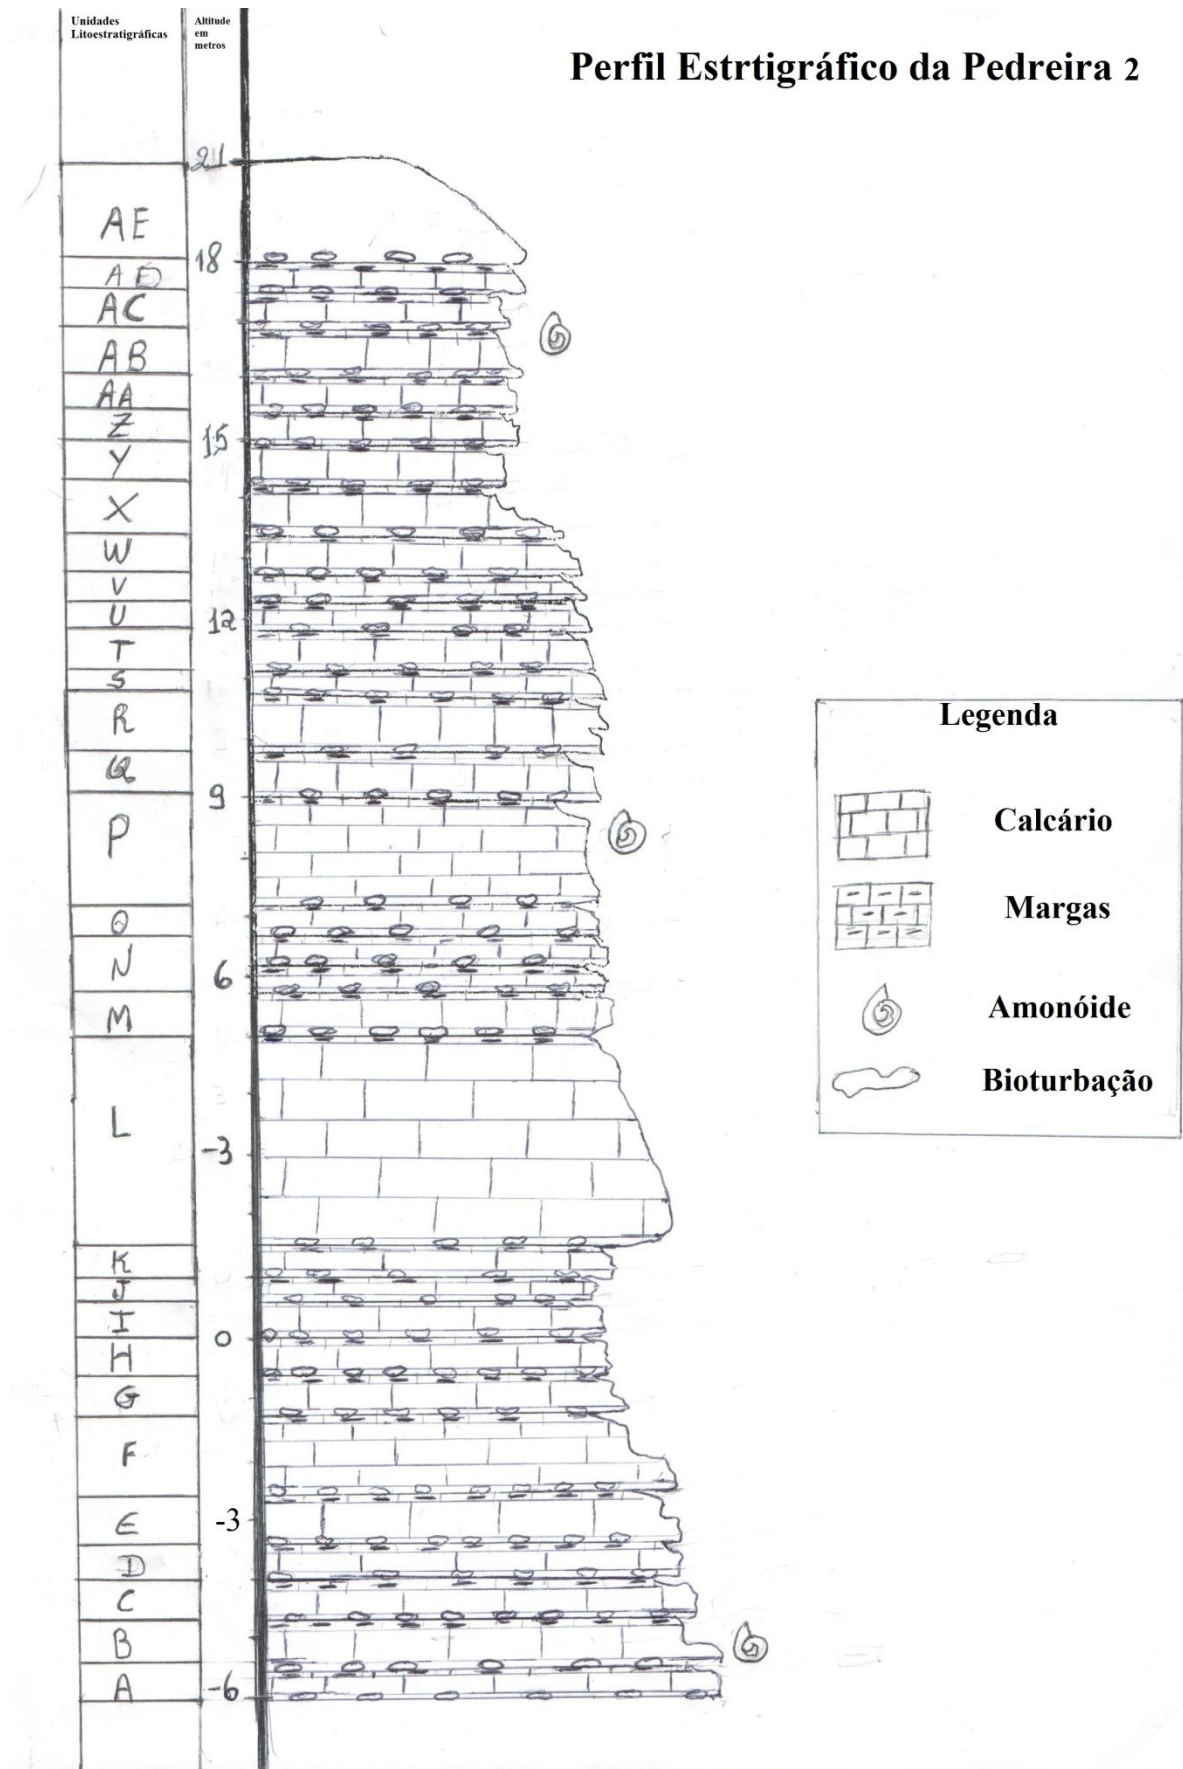 Unidades
Litoestratigráficas
Altitude
em
metros
Perfil Estrtigráfico da Pedreira 2
21
AE
18
AD
AC
AB
AA
Z
15
Y
X
W
V
U
12
T
S
R
Q
9
P
O
N
6
M
L
-3
K
J
I
0
H
G
F
-3
E
D
C
B
A
-6
Legenda
Calcário
Margas
Amonóide
Bioturbação